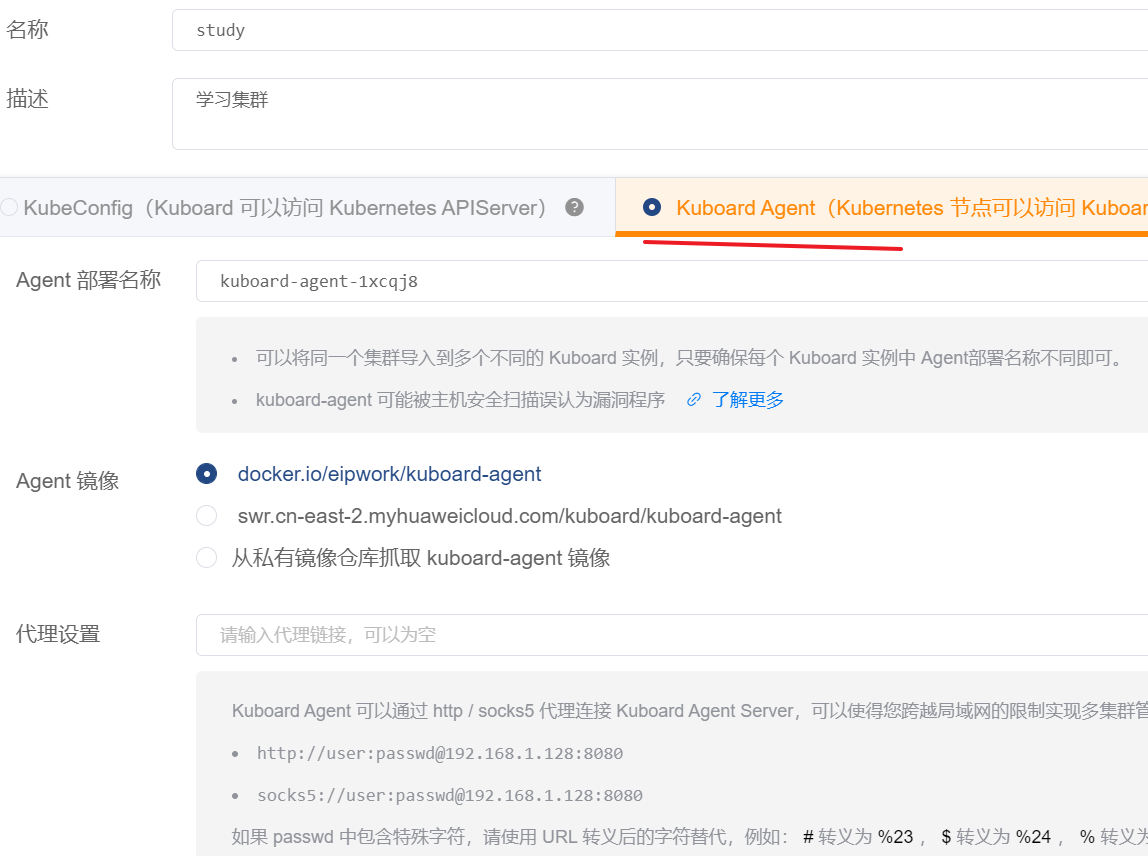 名称 study
描述 学习集群
KubeConfig（Kuboard 可以访问 Kubernetes APIServer） ? Kuboard Agent（Kubernetes 节点可以访问 Kuboar
Agent 部署名称 kuboard-agent-1xcqj8
• 可以将同一个集群导入到多个不同的 Kuboard 实例，只要确保每个 Kuboard 实例中 Agent部署名称不同即可。
• kuboard-agent 可能被主机安全扫描误认为漏洞程序 了解更多
Agent 镜像 docker.io/eipwork/kuboard-agent
swr.cn-east-2.myhuaweicloud.com/kuboard/kuboard-agent
从私有镜像仓库抓取 kuboard-agent 镜像
代理设置 请输入代理链接，可以为空
Kuboard Agent 可以通过 http / socks5 代理连接 Kuboard Agent Server，可以使得您跨越局域网的限制实现多集群管
• http://user:passwd@192.168.1.128:8080
• socks5://user:passwd@192.168.1.128:8080
如果 passwd 中包含特殊字符，请使用 URL 转义后的字符替代，例如： # 转义为 %23 ， $ 转义为 %24 ， % 转义为